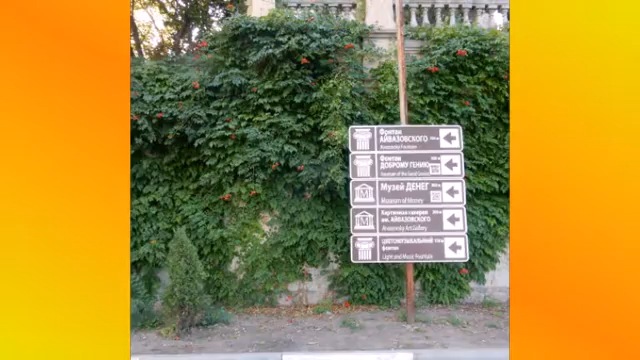 Фонтан
АЙВАЗОВСКОГО
Aivazovsky Fountain
Фонтан
ДОБРОМУ ГЕНИЮ
Fountain of the Good Genius
Музей ДЕНЕГ
Museum of Money
Картинная галерея
им. АЙВАЗОВСКОГО
Aivazovsky Art Gallery
ЦВЕТОМУЗЫКАЛЬНЫЙ
фонтан
Light and Music Fountain